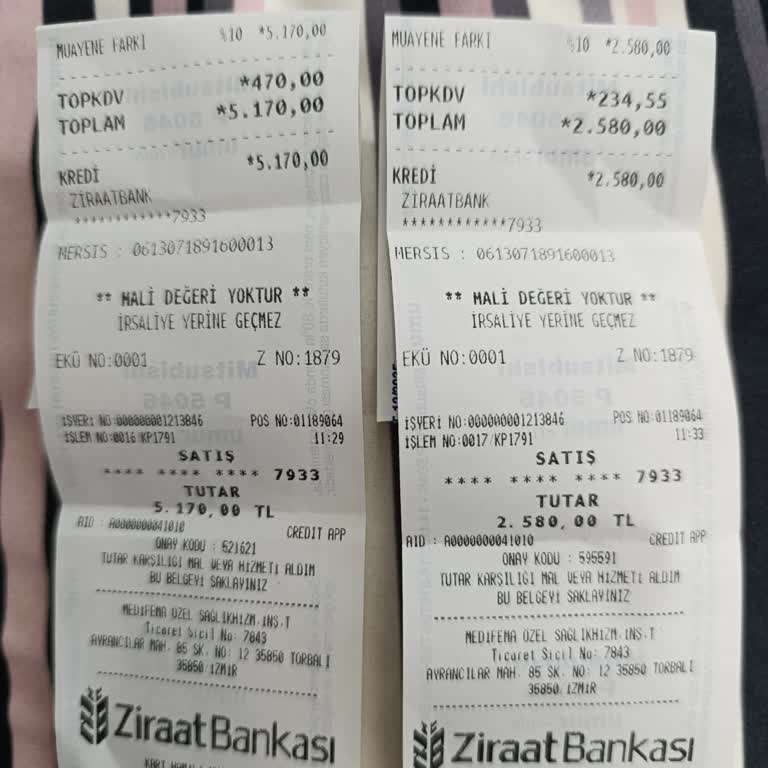 MUAYENE FARKI %10 *5.170,00
TOPKDV *470,00
TOPLAM *5.170,00
KREDİ *5.170,00
ZİRAATBANK
************7933
MERSIS : 0613071891600013
** MALİ DEĞERİ YOKTUR **
İRSALİYE YERİNE GEÇMEZ
EKÜ NO:0001 Z NO:1879
İŞYERİ NO:000000001213846 POS NO:01189064
İŞLEM NO:0016/KP1791 11:29
SATIŞ
**** **** **** 7933
TUTAR
5.170,00 TL
AID : A0000000041010 CREDIT APP
ONAY KODU : 521621
TUTAR KARŞILIĞI MAL VEYA HİZMETİ ALDIM
BU BELGEYİ SAKLAYINIZ
MEDİFEMA ÖZEL SAĞLIKHİZM.İNŞ.T
Ticaret Sicil No: 7843
AYRANCILAR MAH. 85 SK. NO: 12 35850 TORBALI
35850 İZMİR
ZiraatBankası
MUAYENE FARKI %10 *2.580,00
TOPKDV *234,55
TOPLAM *2.580,00
KREDİ *2.580,00
ZİRAATBANK
************7933
MERSIS : 0613071891600013
** MALİ DEĞERİ YOKTUR **
İRSALİYE YERİNE GEÇMEZ
EKÜ NO:0001 Z NO:1879
İŞYERİ NO:000000001213846 POS NO:01189064
İŞLEM NO:0017/KP1791 11:33
SATIŞ
**** **** **** 7933
TUTAR
2.580,00 TL
AID : A0000000041010 CREDIT APP
ONAY KODU : 595591
TUTAR KARŞILIĞI MAL VEYA HİZMETİ ALDIM
BU BELGEYİ SAKLAYINIZ
MEDİFEMA ÖZEL SAĞLIKHİZM.İNŞ.T
Ticaret Sicil No: 7843
AYRANCILAR MAH. 85 SK. NO: 12 35850 TORBALI
35850 İZMİR
ZiraatBankası